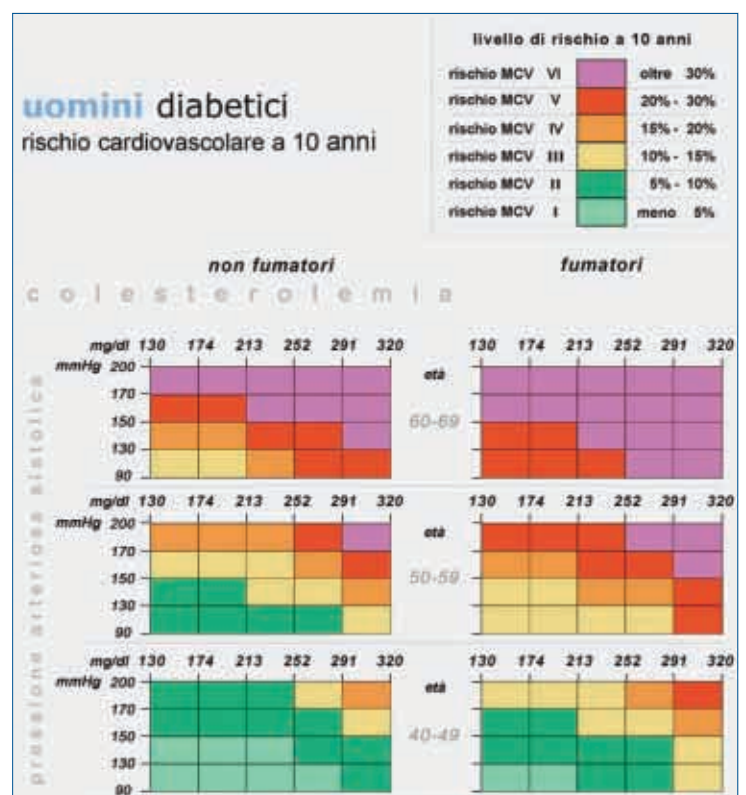 livello di rischio a 10 anni
rischio MCV VI oltre 30%
rischio MCV V 20% - 30%
rischio MCV IV 15% - 20%
rischio MCV III 10% - 15%
rischio MCV II 5% - 10%
rischio MCV I meno 5%
uomini diabetici
rischio cardiovascolare a 10 anni
non fumatori fumatori
colesterolemia
pressione arteriosa sistolica
mg/dl 130 174 213 252 291 320 130 174 213 252 291 320
mmHg 200 età
170
150 60-69
130
90
mg/dl 130 174 213 252 291 320 130 174 213 252 291 320
mmHg 200 età
170
150 50-59
130
90
mg/dl 130 174 213 252 291 320 130 174 213 252 291 320
mmHg 200 età
170
150 40-49
130
90